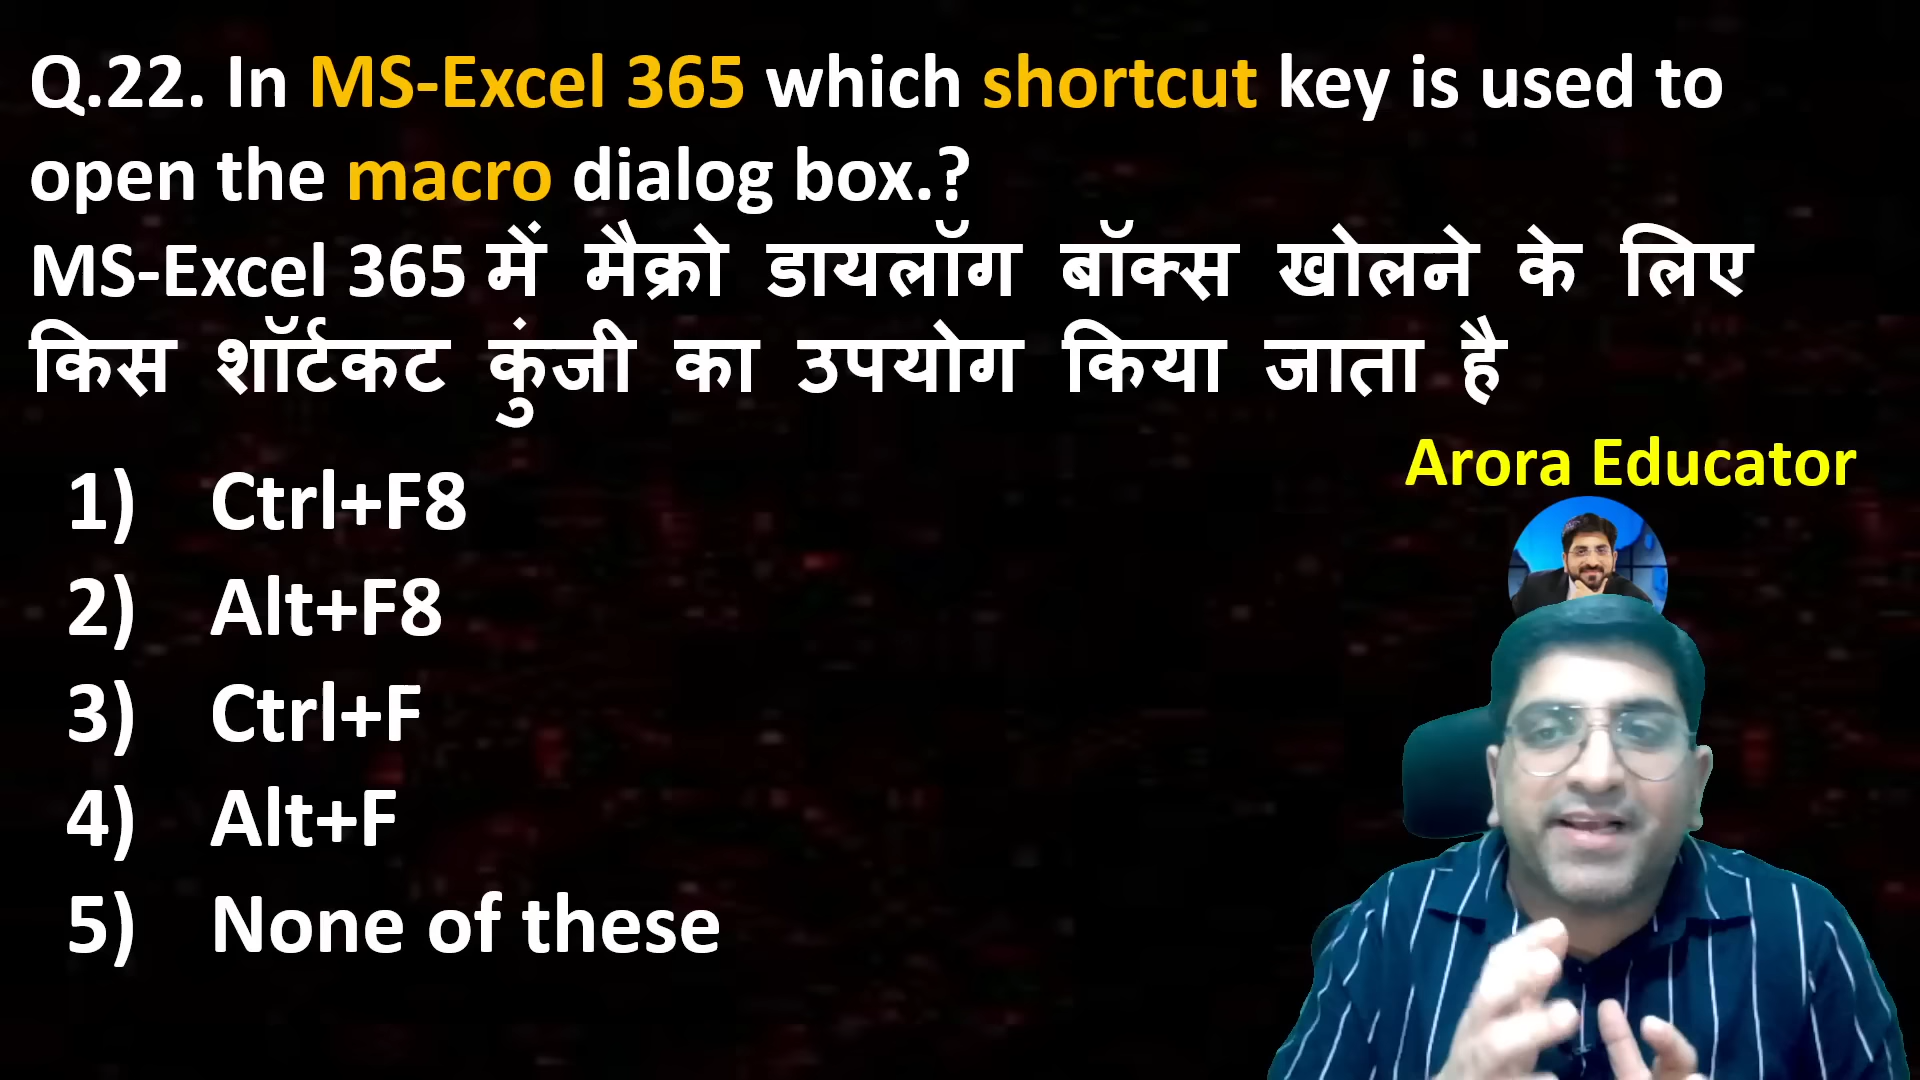 Q.22. In MS-Excel 365 which shortcut key is used to
open the macro dialog box.?
MS-Excel 365 में मैक्रो डायलॉग बॉक्स खोलने के लिए
किस शॉर्टकट कुंजी का उपयोग किया जाता है
Arora Educator
1) Ctrl+F8
2) Alt+F8
3) Ctrl+F
4) Alt+F
5) None of these